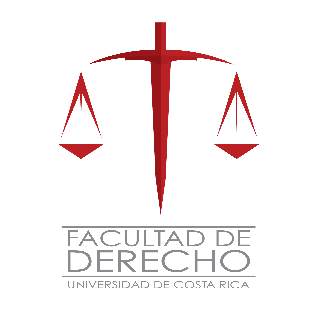 FACULTAD DE
DERECHO
UNIVERSIDAD DE COSTA RICA